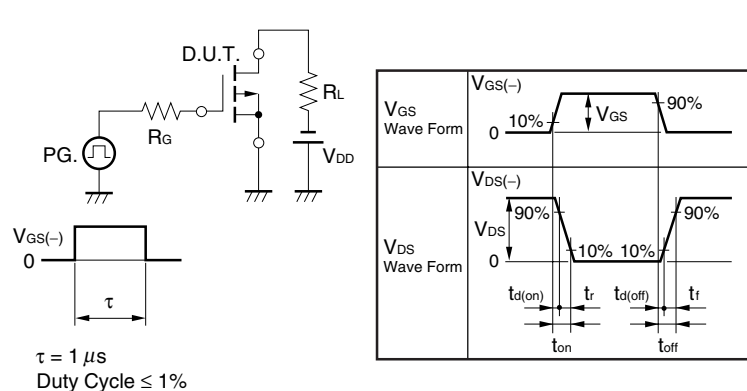 D.U.T.
RL
RG
PG.
VDD
VGS(−)
0
τ
τ = 1 μs
Duty Cycle ≤ 1%
VGS
Wave Form
VGS(−)
10%
VGS
90%
0
VDS
Wave Form
VDS(−)
90%
VDS
10% 10%
90%
0
td(on) tr td(off) tf
ton toff